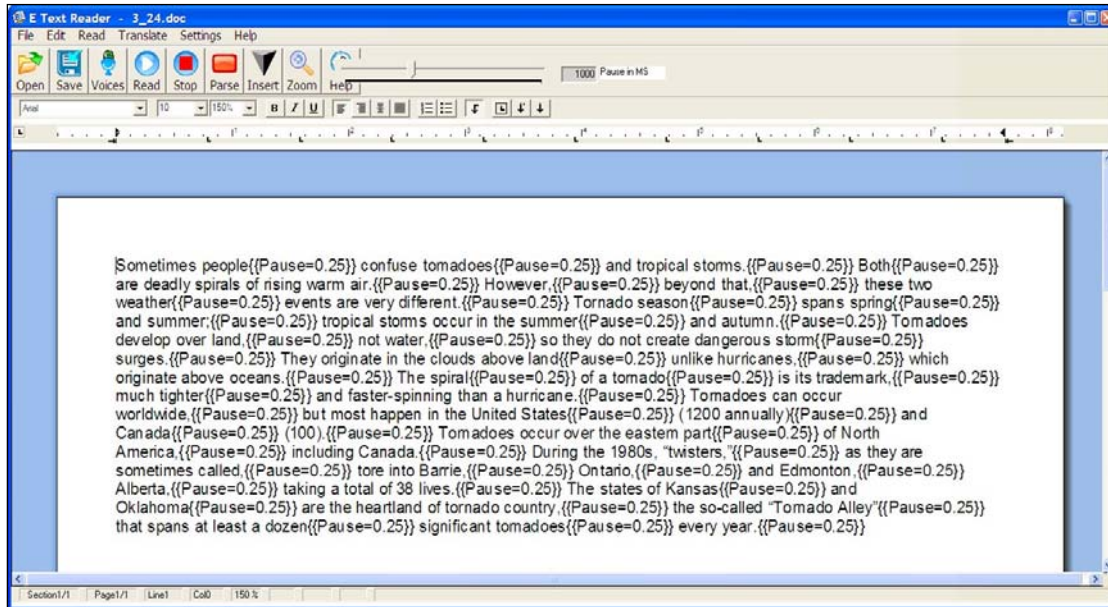 E Text Reader - 3_24.doc
File Edit Read Translate Settings Help
Open Save Voices Read Stop Parse Insert Zoom Help
1000 Pause in MS
Arial 10 150% B I U
1 2 3 4 5 6 7 8
Sometimes people{{Pause=0.25}} confuse tornadoes{{Pause=0.25}} and tropical storms.{{Pause=0.25}} Both{{Pause=0.25}}
are deadly spirals of rising warm air.{{Pause=0.25}} However,{{Pause=0.25}} beyond that,{{Pause=0.25}} these two
weather{{Pause=0.25}} events are very different.{{Pause=0.25}} Tornado season{{Pause=0.25}} spans spring{{Pause=0.25}}
and summer;{{Pause=0.25}} tropical storms occur in the summer{{Pause=0.25}} and autumn.{{Pause=0.25}} Tornadoes
develop over land,{{Pause=0.25}} not water,{{Pause=0.25}} so they do not create dangerous storm{{Pause=0.25}}
surges.{{Pause=0.25}} They originate in the clouds above land{{Pause=0.25}} unlike hurricanes,{{Pause=0.25}} which
originate above oceans.{{Pause=0.25}} The spiral{{Pause=0.25}} of a tornado{{Pause=0.25}} is its trademark,{{Pause=0.25}}
much tighter{{Pause=0.25}} and faster-spinning than a hurricane.{{Pause=0.25}} Tornadoes can occur
worldwide,{{Pause=0.25}} but most happen in the United States{{Pause=0.25}} (1200 annually){{Pause=0.25}} and
Canada{{Pause=0.25}} (100).{{Pause=0.25}} Tornadoes occur over the eastern part{{Pause=0.25}} of North
America,{{Pause=0.25}} including Canada.{{Pause=0.25}} During the 1980s, “twisters,”{{Pause=0.25}} as they are
sometimes called,{{Pause=0.25}} tore into Barrie,{{Pause=0.25}} Ontario,{{Pause=0.25}} and Edmonton,{{Pause=0.25}}
Alberta,{{Pause=0.25}} taking a total of 38 lives.{{Pause=0.25}} The states of Kansas{{Pause=0.25}} and
Oklahoma{{Pause=0.25}} are the heartland of tornado country,{{Pause=0.25}} the so-called “Tornado Alley”{{Pause=0.25}}
that spans at least a dozen{{Pause=0.25}} significant tornadoes{{Pause=0.25}} every year.{{Pause=0.25}}
Section1/1 Page1/1 Line1 Col0 150 %